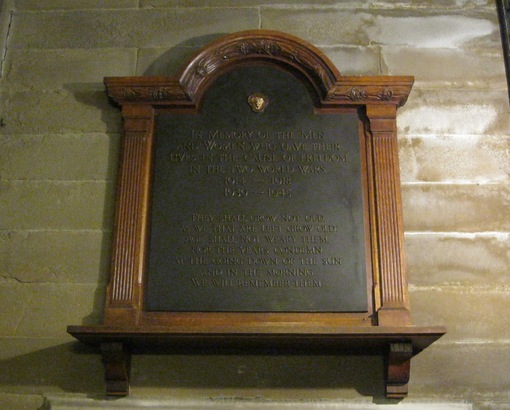 IN MEMORY OF THE MEN
AND WOMEN WHO GAVE THEIR
LIVES IN THE CAUSE OF FREEDOM
IN THE TWO WORLD WARS
1914 – 1918
1939 – 1945
THEY SHALL GROW NOT OLD,
AS WE THAT ARE LEFT GROW OLD
AGE SHALL NOT WEARY THEM,
NOR THE YEARS CONDEMN
AT THE GOING DOWN OF THE SUN
AND IN THE MORNING
WE WILL REMEMBER THEM